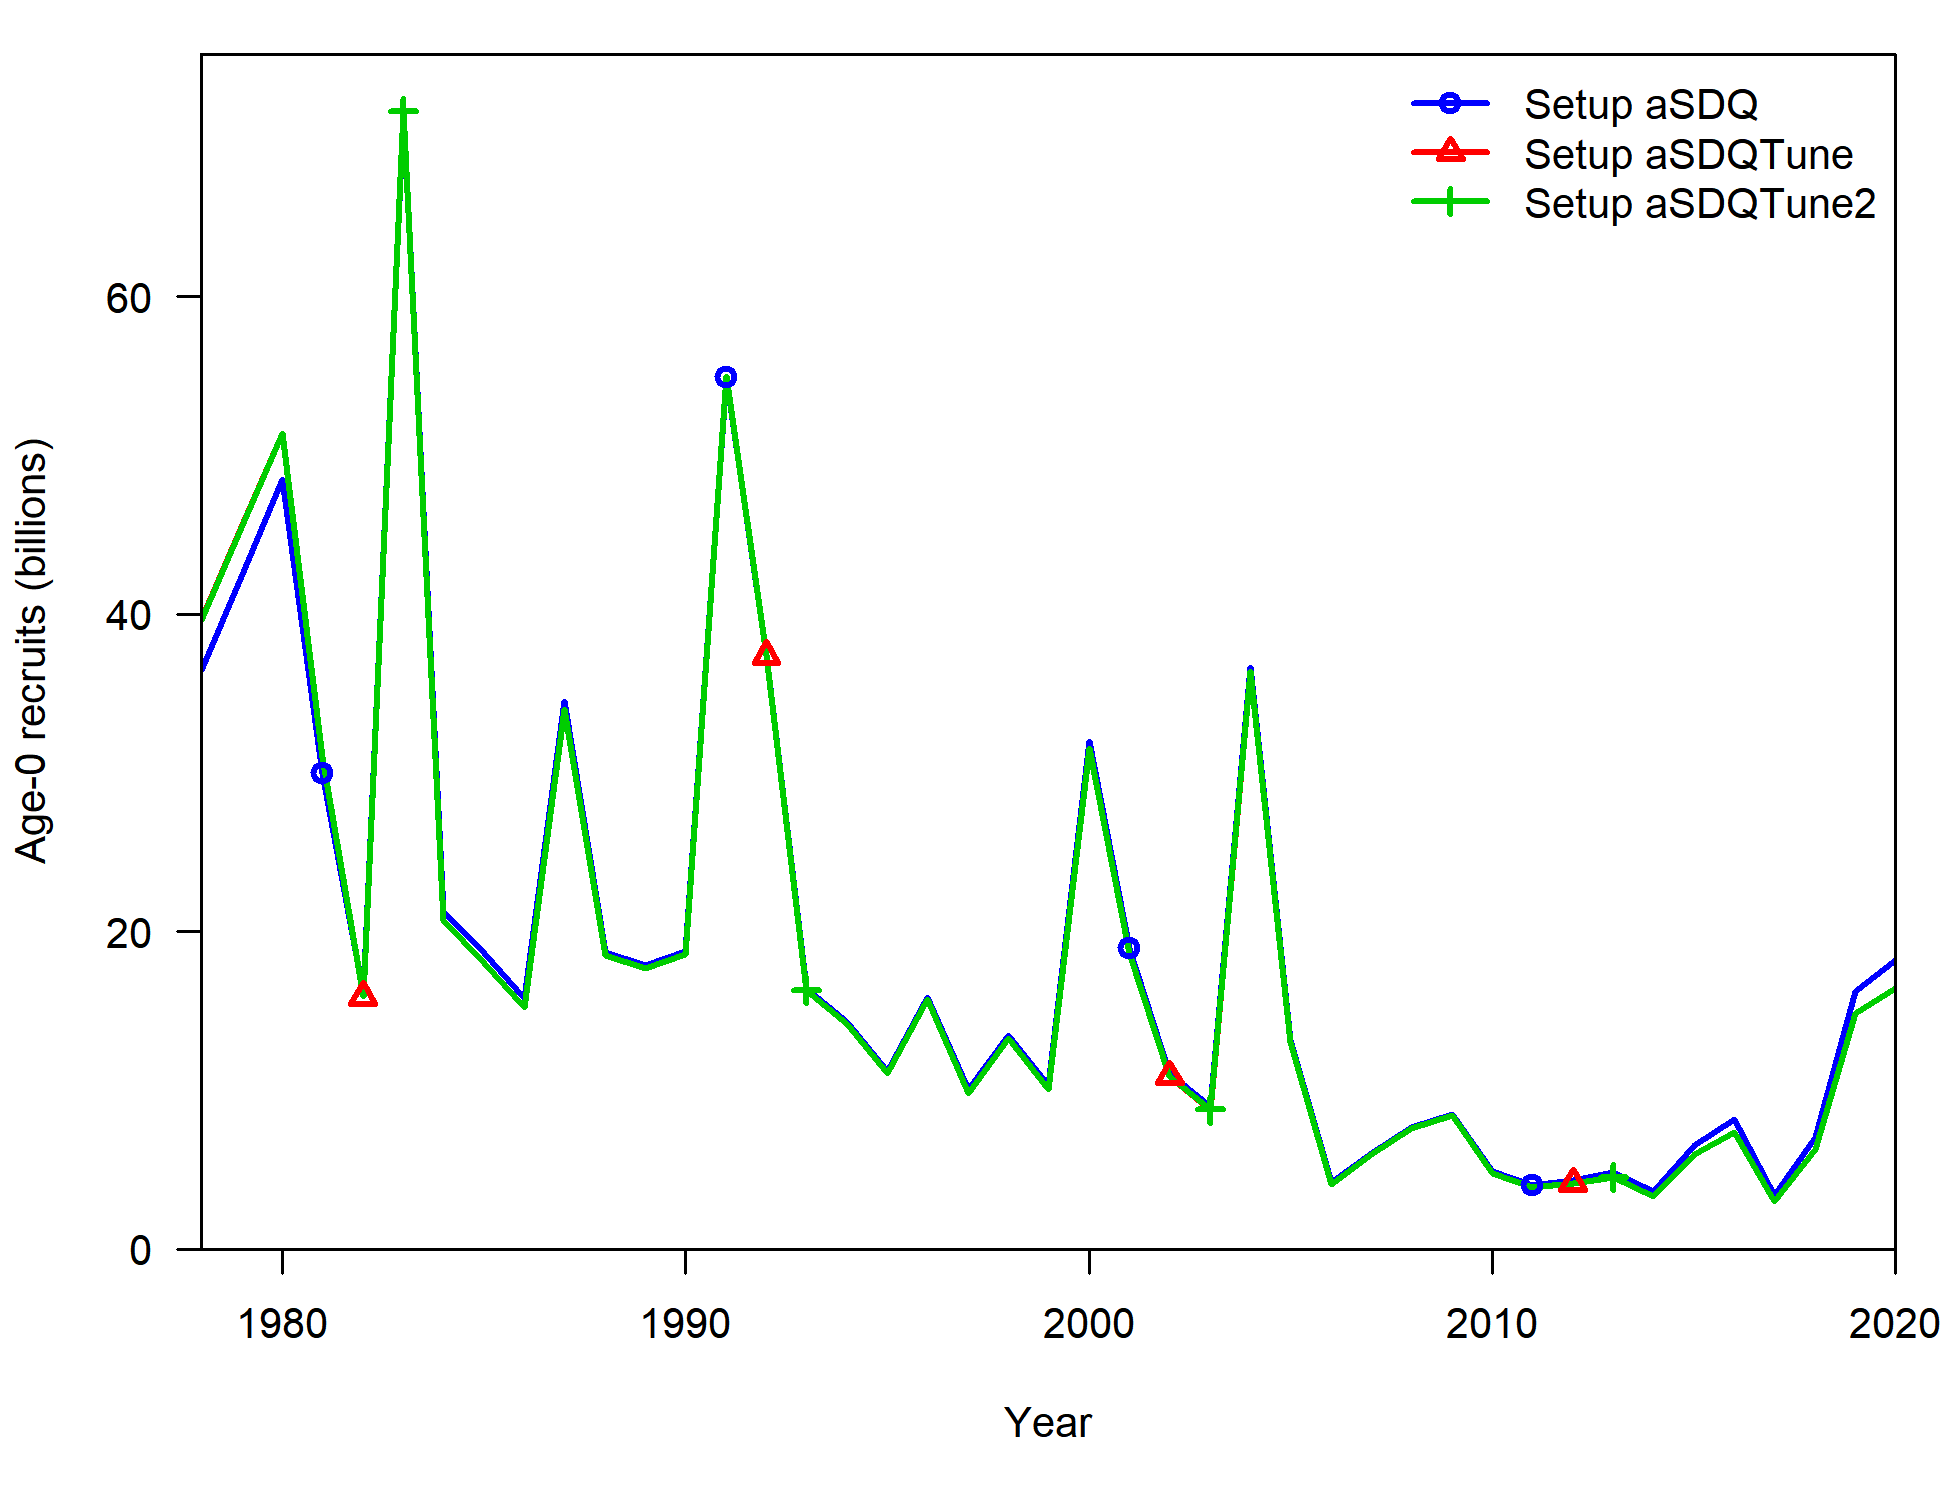 Setup aSDQ
Setup aSDQTune
Setup aSDQTune2
Age-0 recruits (billions)
60
40
20
0
1980 1990 2000 2010 2020
Year